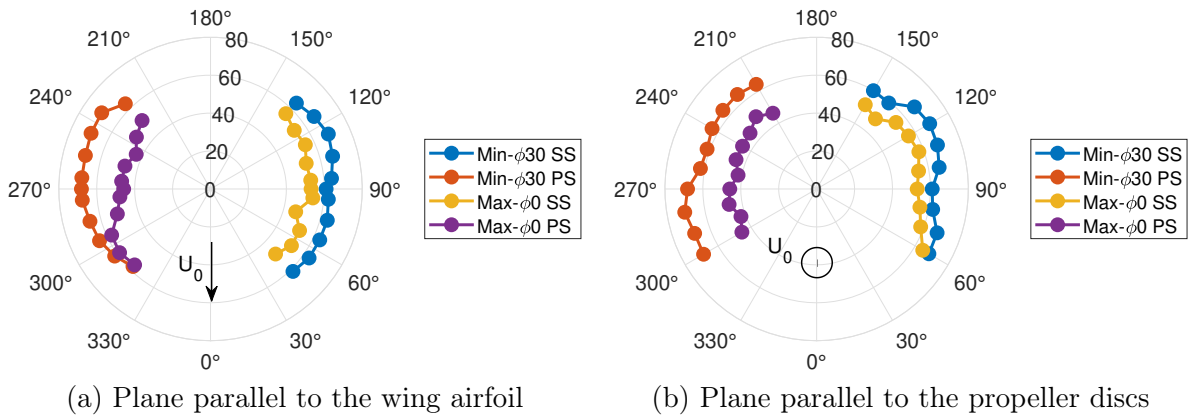 180°
210°
80
150°
240°
60
120°
40
20
270°
0
90°
U0
300°
60°
330°
30°
0°
Min-ϕ30 SS
Min-ϕ30 PS
Max-ϕ0 SS
Max-ϕ0 PS
(a) Plane parallel to the wing airfoil
180°
210°
80
150°
240°
60
120°
40
20
270°
0
90°
U0
300°
60°
330°
30°
0°
Min-ϕ30 SS
Min-ϕ30 PS
Max-ϕ0 SS
Max-ϕ0 PS
(b) Plane parallel to the propeller discs